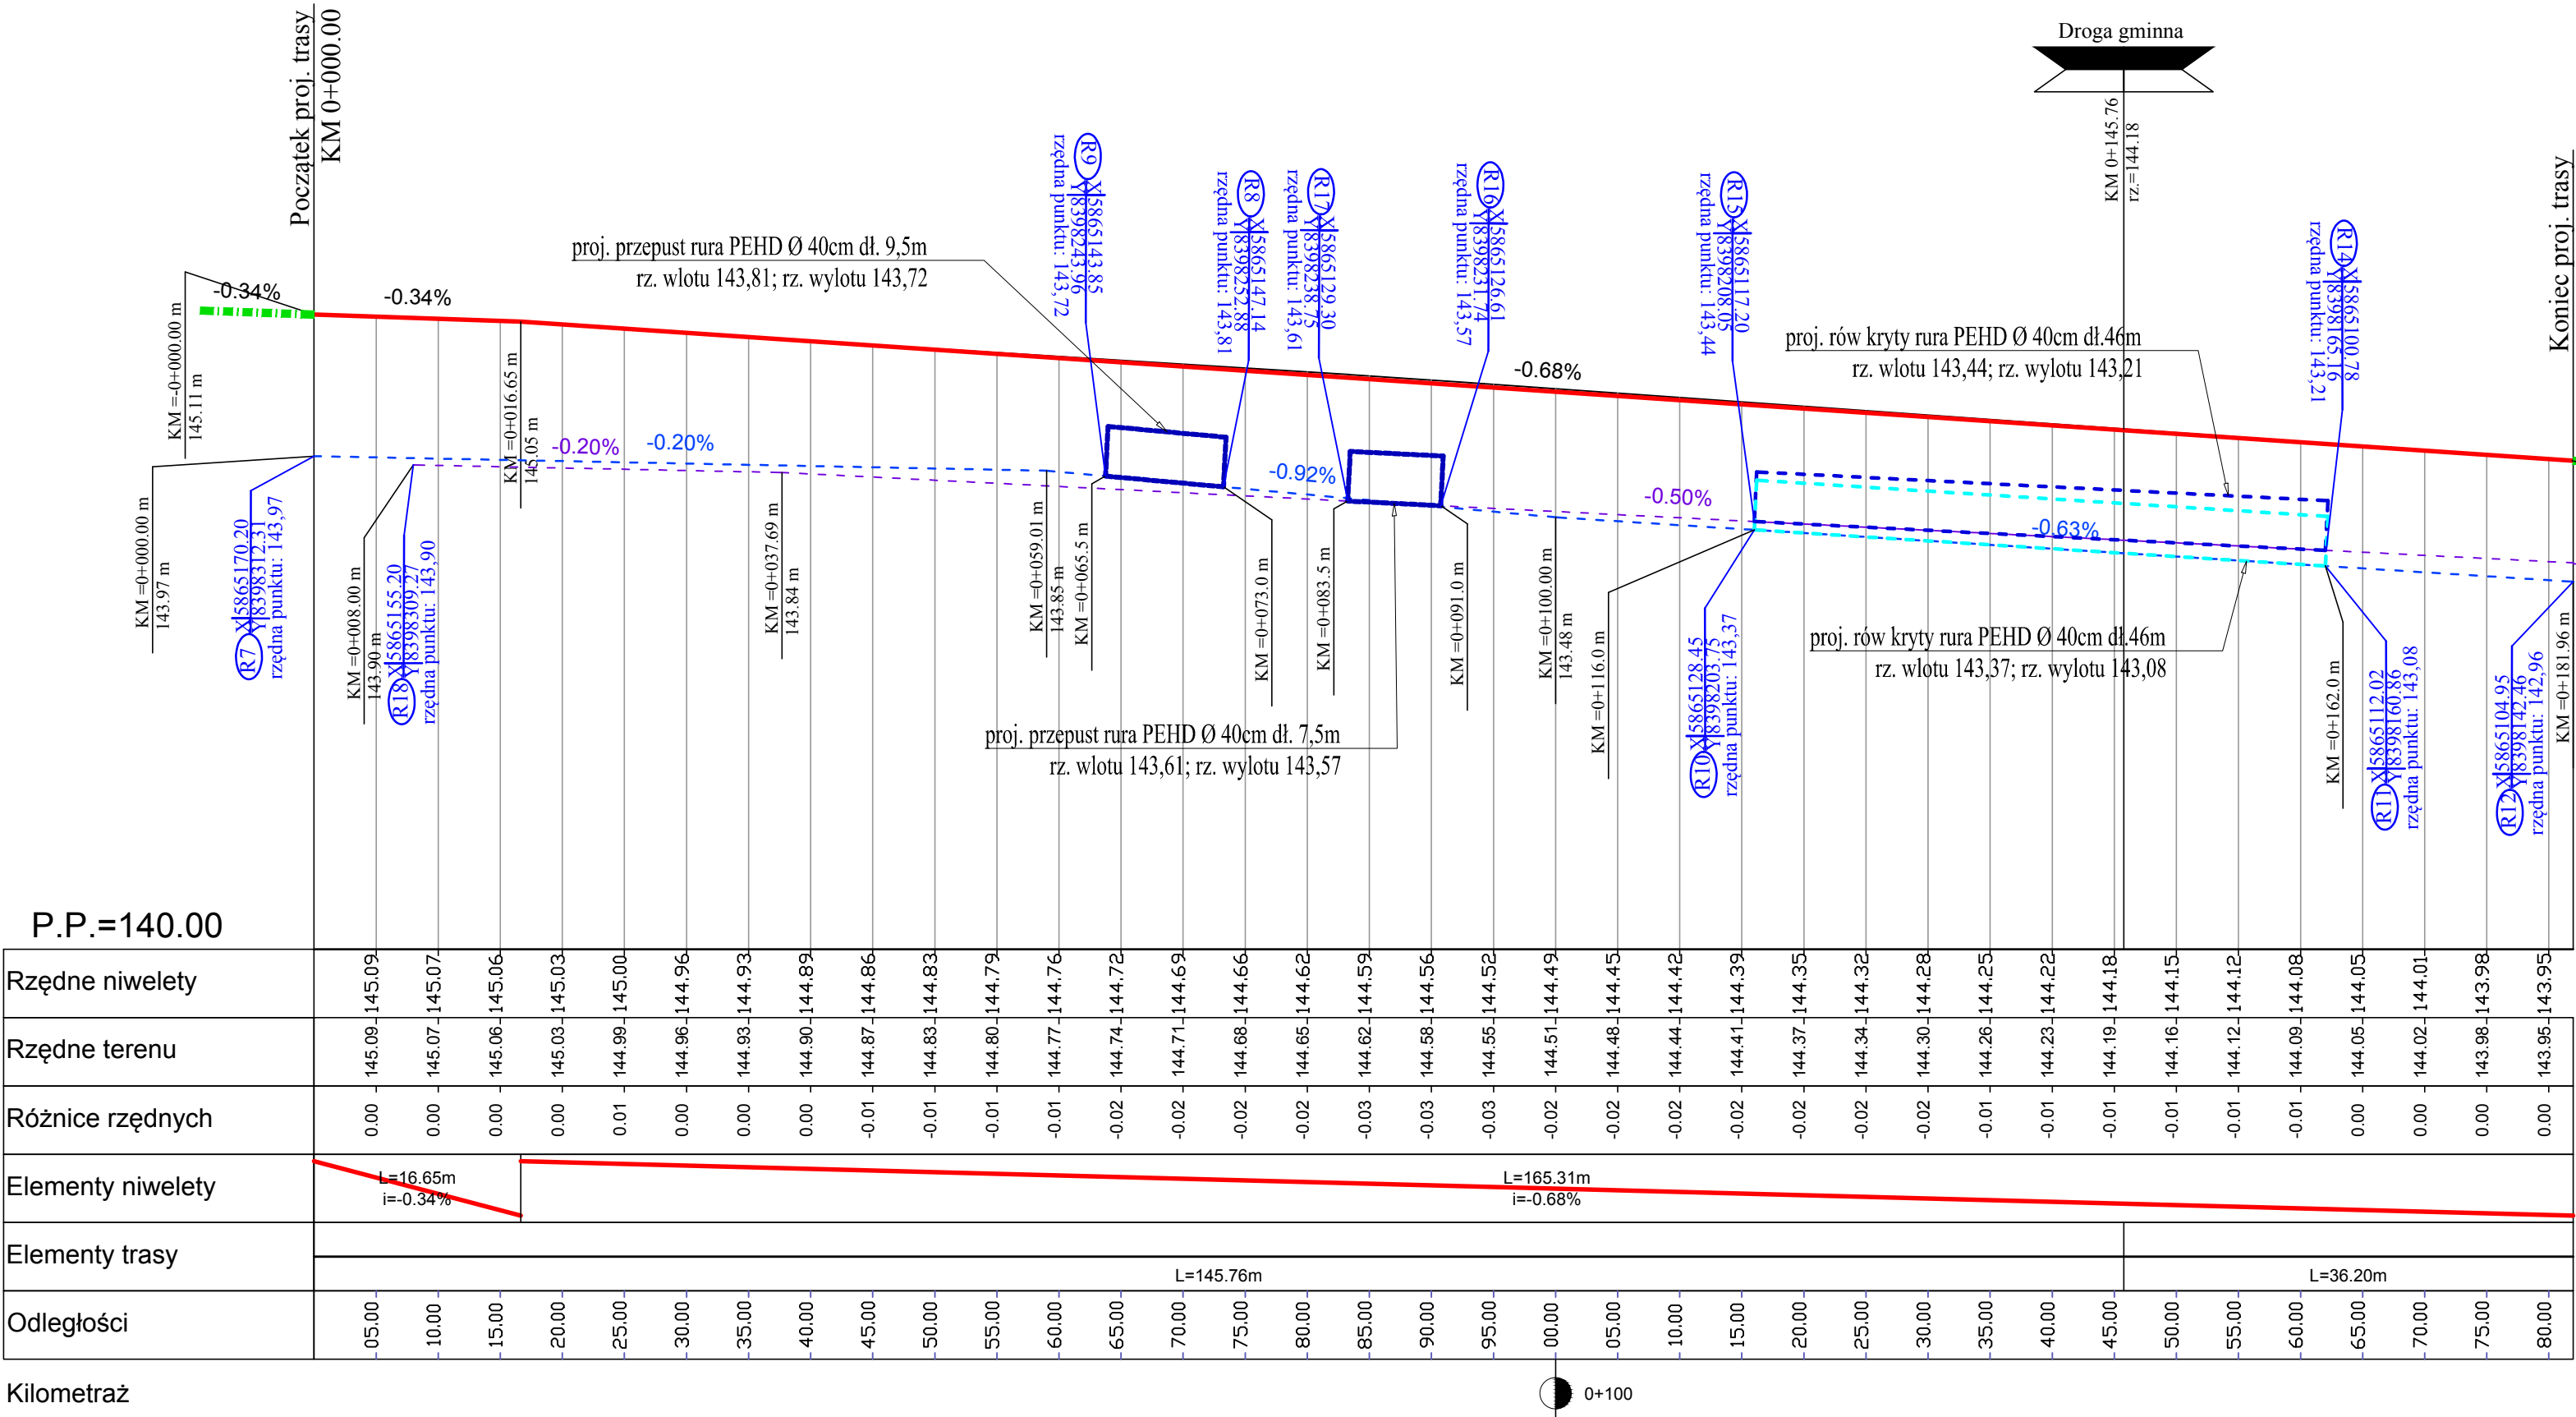 Początek proj. trasy
KM 0+000.00
Droga gminna
KM 0+145.76
rz.=144.18
Koniec proj. trasy
-0.34%
-0.34%
KM =-0+000.00 m
145.11 m
KM =0+016.65 m
145.05 m
proj. przepust rura PEHD Ø 40cm dł. 9,5m
rz. wlotu 143,81; rz. wylotu 143,72
R9 X|5865143.85
Y|8398243.96
rzędna punktu: 143,72
R8 X|5865147.14
Y|8398252.88
rzędna punktu: 143,81
R17 X|5865129.30
Y|8398238.75
rzędna punktu: 143,61
R16 X|5865126.61
Y|8398231.74
rzędna punktu: 143,57
-0.68%
R15 X|5865117.20
Y|8398208.05
rzędna punktu: 143,44
proj. rów kryty rura PEHD Ø 40cm dł.46m
rz. wlotu 143,44; rz. wylotu 143,21
R14 X|5865100.78
Y|8398165.16
rzędna punktu: 143,21
-0.20%
-0.20%
-0.92%
-0.50%
-0.63%
KM =0+000.00 m
143.97 m
R7 X|5865170.20
Y|8398312.31
rzędna punktu: 143,97
KM =0+008.00 m
143.90 m
R18 X|5865155.20
Y|8398309.27
rzędna punktu: 143,90
KM =0+037.69 m
143.84 m
KM =0+059.01 m
143.85 m
KM =0+065.5 m
KM =0+073.0 m
KM =0+083.5 m
KM =0+091.0 m
KM =0+100.00 m
143.48 m
KM =0+116.0 m
R10 X|5865128.45
Y|8398203.75
rzędna punktu: 143,37
proj. rów kryty rura PEHD Ø 40cm dł.46m
rz. wlotu 143,37; rz. wylotu 143,08
KM =0+162.0 m
R11 X|5865112.02
Y|8398160.86
rzędna punktu: 143,08
R12 X|5865104.95
Y|8398142.46
rzędna punktu: 142,96
KM =0+181.96 m
proj. przepust rura PEHD Ø 40cm dł. 7,5m
rz. wlotu 143,61; rz. wylotu 143,57
P.P.=140.00
Rzędne niwelety 145.09 145.07 145.06 145.03 145.00 144.96 144.93 144.89 144.86 144.83 144.79 144.76 144.72 144.69 144.66 144.62 144.59 144.56 144.52 144.49 144.45 144.42 144.39 144.35 144.32 144.28 144.25 144.22 144.18 144.15 144.12 144.08 144.05 144.01 143.98 143.95
Rzędne terenu 145.09 145.07 145.06 145.03 144.99 144.96 144.93 144.90 144.87 144.83 144.80 144.77 144.74 144.71 144.68 144.65 144.62 144.58 144.55 144.51 144.48 144.44 144.41 144.37 144.34 144.30 144.26 144.23 144.19 144.16 144.12 144.09 144.05 144.02 143.98 143.95
Różnice rzędnych 0.00 0.00 0.00 0.00 0.01 0.00 0.00 0.00 -0.01 -0.01 -0.01 -0.01 -0.02 -0.02 -0.02 -0.02 -0.03 -0.03 -0.03 -0.02 -0.02 -0.02 -0.02 -0.02 -0.02 -0.02 -0.01 -0.01 -0.01 -0.01 -0.01 -0.01 0.00 0.00 0.00 0.00
Elementy niwelety
L=16.65m
i=-0.34%
L=165.31m
i=-0.68%
Elementy trasy
L=145.76m
L=36.20m
Odległości 05.00 10.00 15.00 20.00 25.00 30.00 35.00 40.00 45.00 50.00 55.00 60.00 65.00 70.00 75.00 80.00 85.00 90.00 95.00 00.00 05.00 10.00 15.00 20.00 25.00 30.00 35.00 40.00 45.00 50.00 55.00 60.00 65.00 70.00 75.00 80.00
Kilometraż
0+100